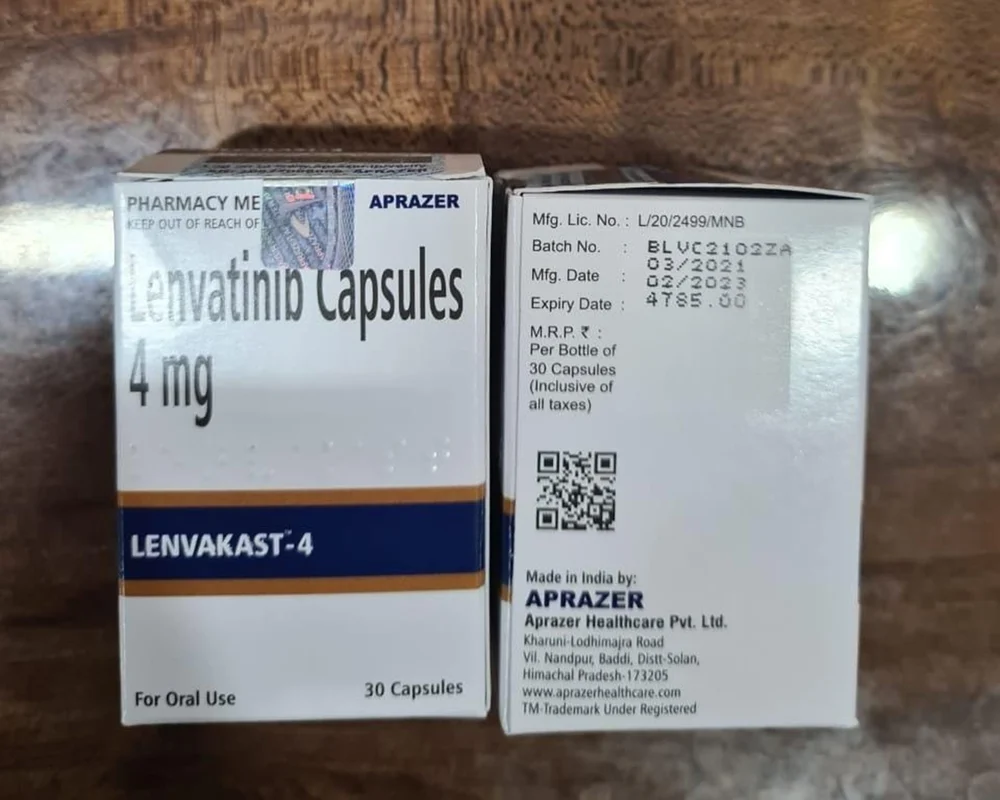 PHARMACY ME
KEEP OUT OF REACH OF
APRAZER
Lenvatinib Capsules
4 mg
LENVAKAST™-4
For Oral Use
30 Capsules
Mfg. Lic. No. : L/20/2499/MNB
Batch No. : BLVC2102ZA
Mfg. Date : 03/2021
Expiry Date : 02/2023
M.R.P. ₹ : 4785.00
Per Bottle of
30 Capsules
(Inclusive of
all taxes)
Made in India by:
APRAZER
Aprazer Healthcare Pvt. Ltd.
Kharuni-Lodhimajra Road
Vil. Nandpur, Baddi, Distt-Solan,
Himachal Pradesh-173205
www.aprazerhealthcare.com
TM-Trademark Under Registered